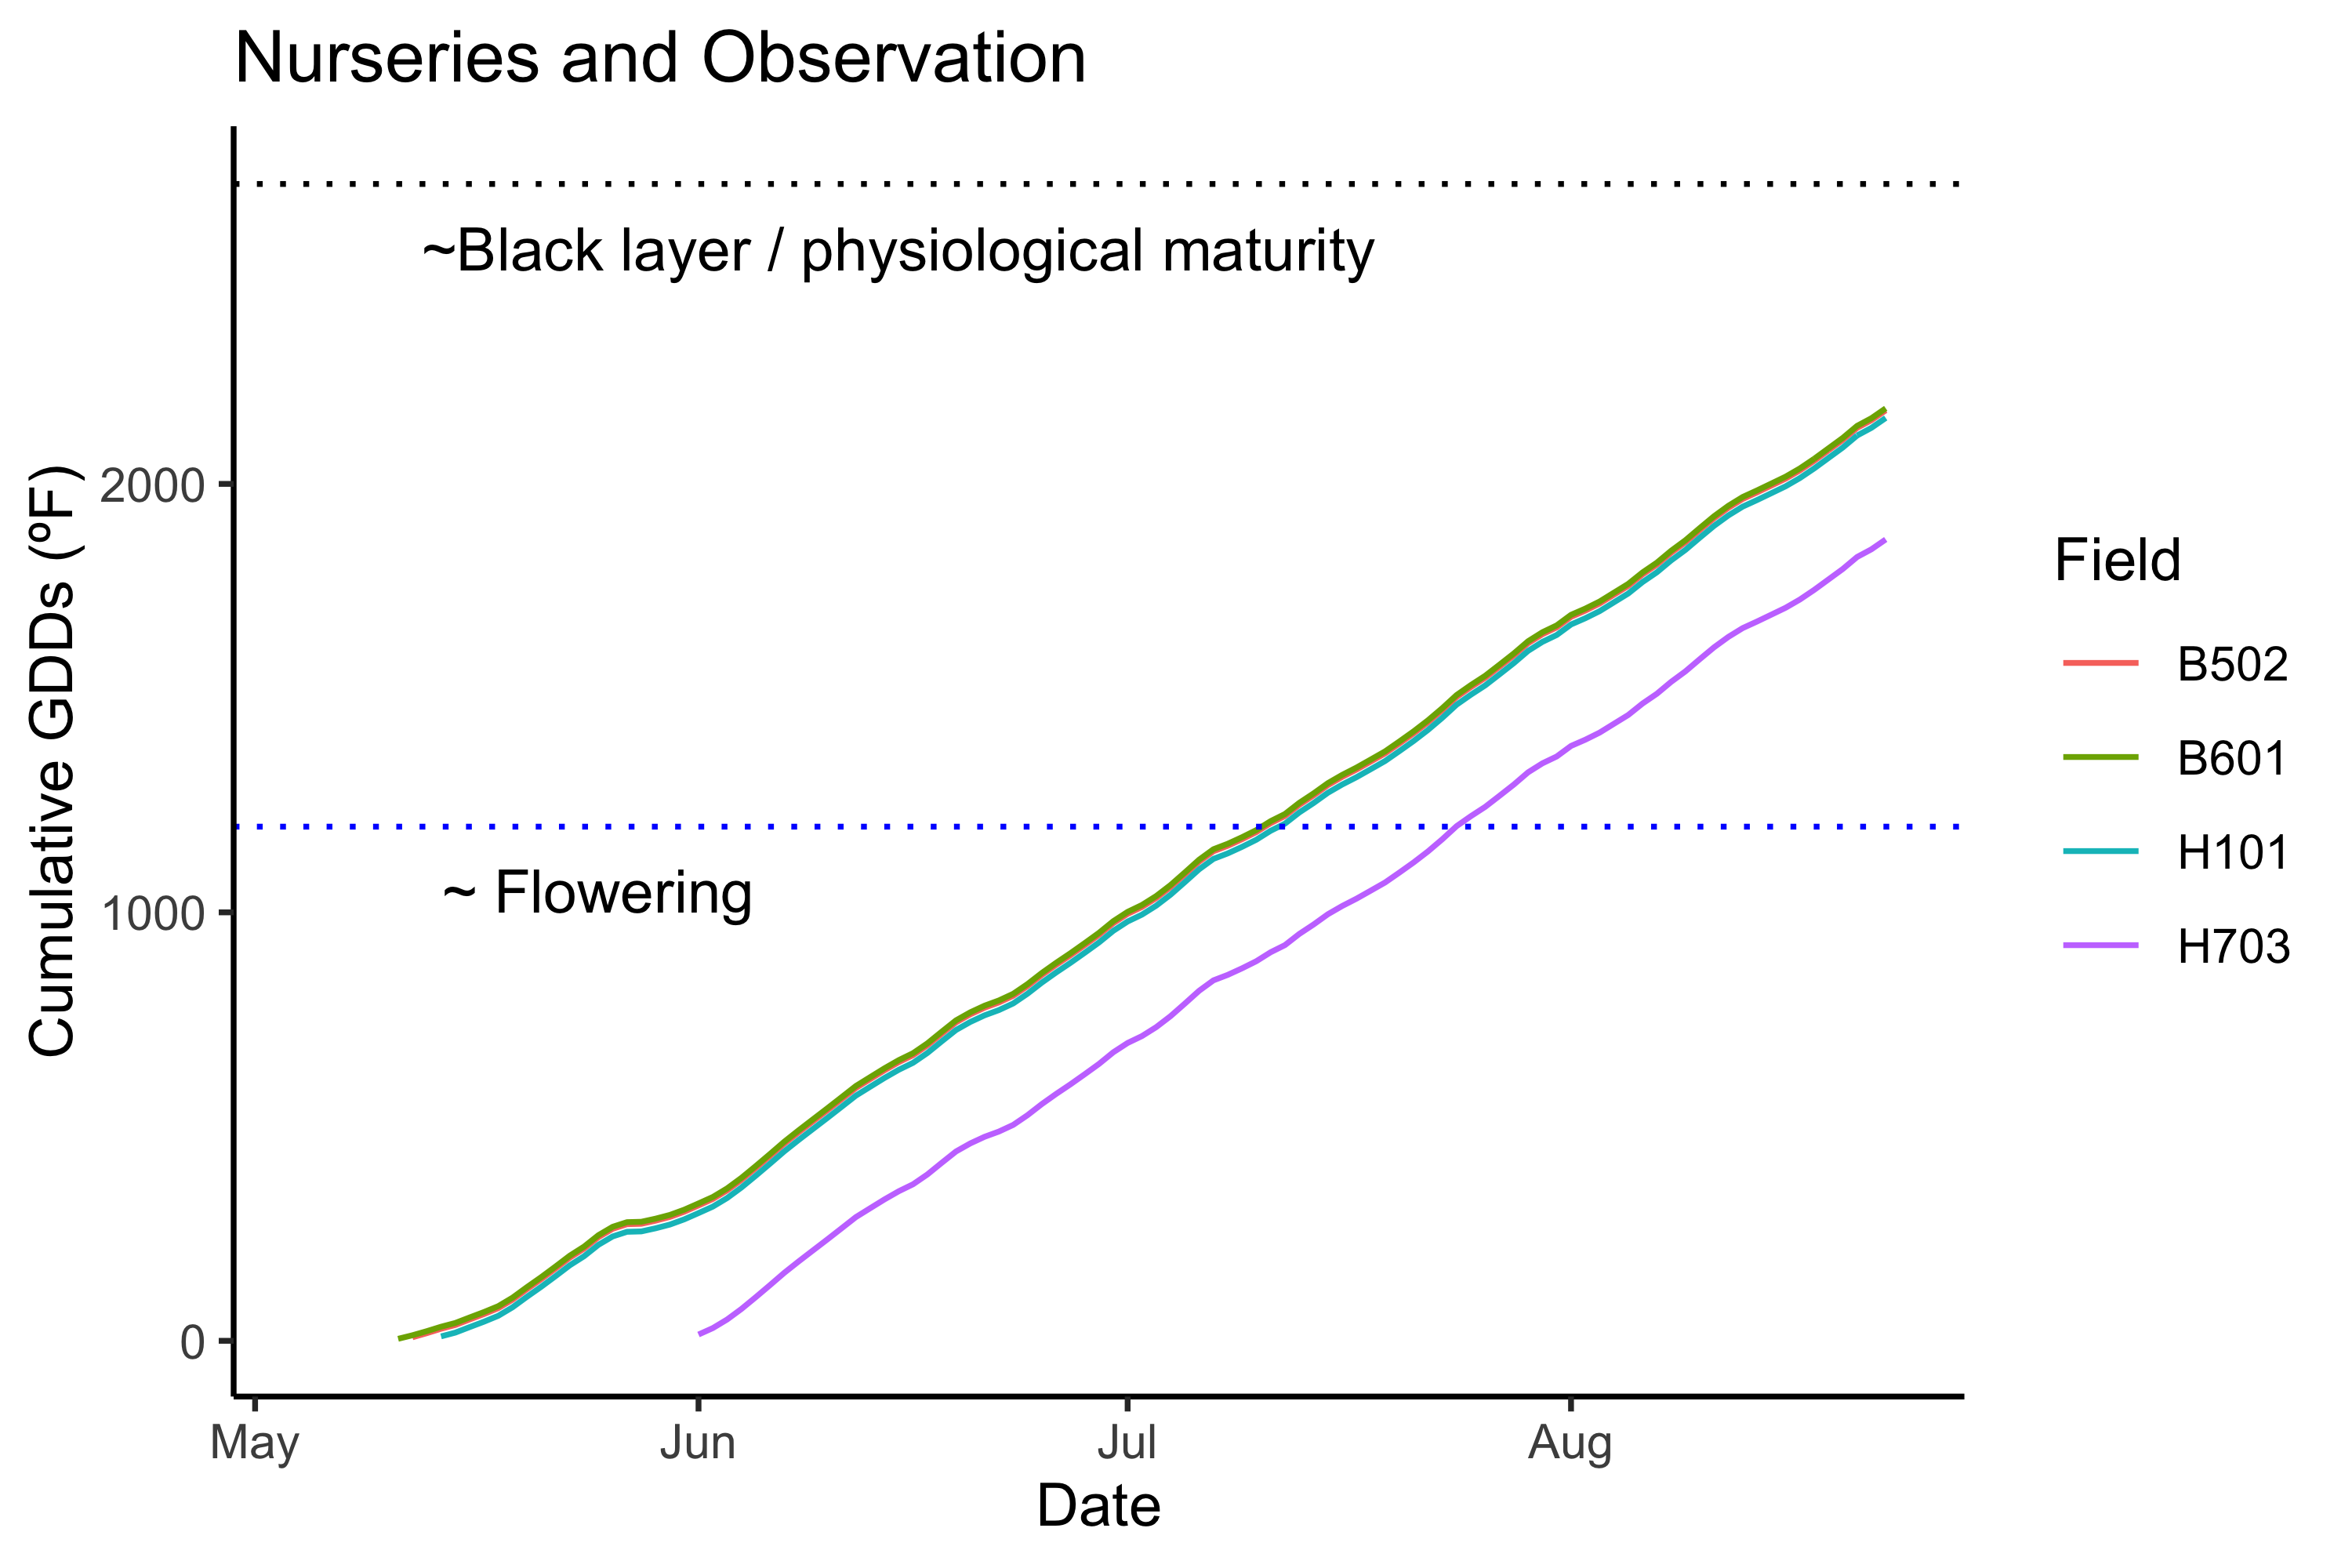 Nurseries and Observation
~Black layer / physiological maturity
~ Flowering
Cumulative GDDs (ºF)
2000
1000
0
May
Jun
Jul
Aug
Date
Field
B502
B601
H101
H703